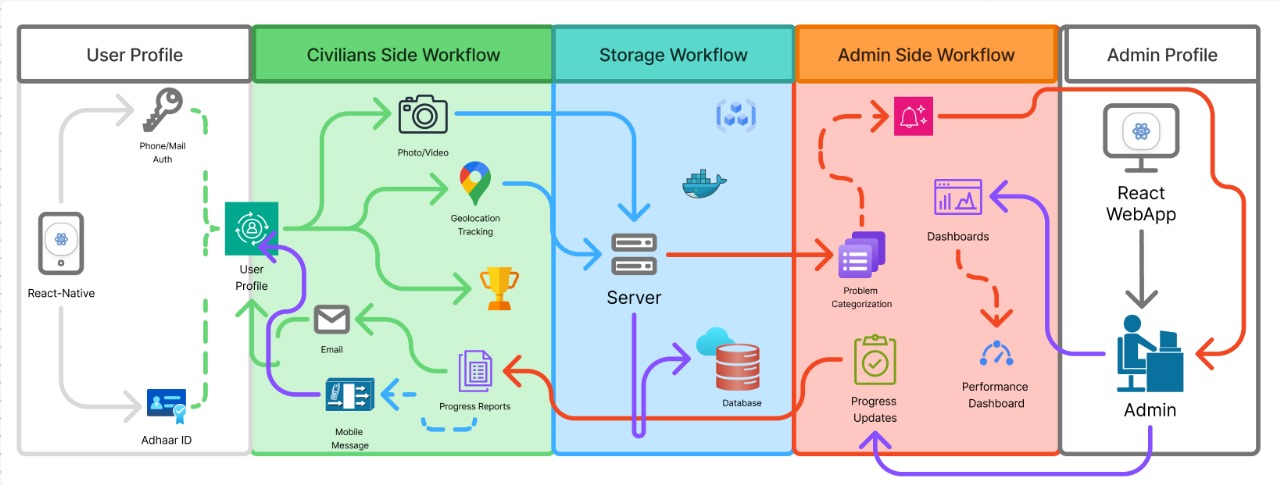 User Profile
Civilians Side Workflow
Storage Workflow
Admin Side Workflow
Admin Profile
Phone/Mail
Auth
React-Native
Adhaar ID
User
Profile
Photo/Video
Geolocation
Tracking
Email
Mobile
Message
Progress Reports
Server
Database
Problem
Categorization
Dashboards
Progress
Updates
Performance
Dashboard
React
WebApp
Admin